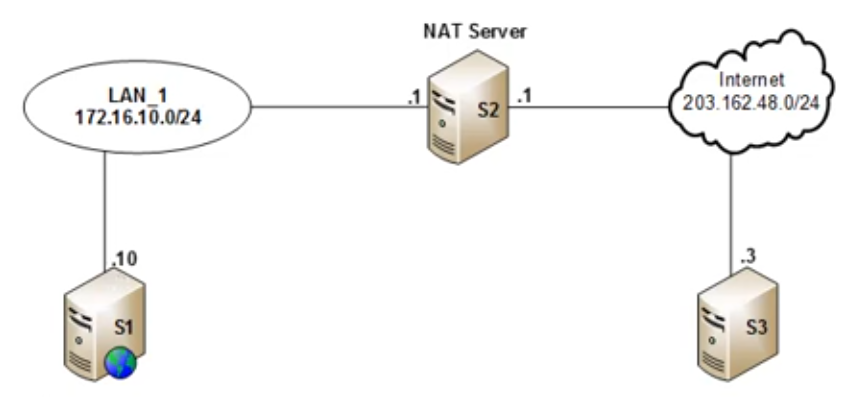 NAT Server
LAN_1
172.16.10.0/24
.1
S2
.1
Internet
203.162.48.0/24
.10
S1
.3
S3